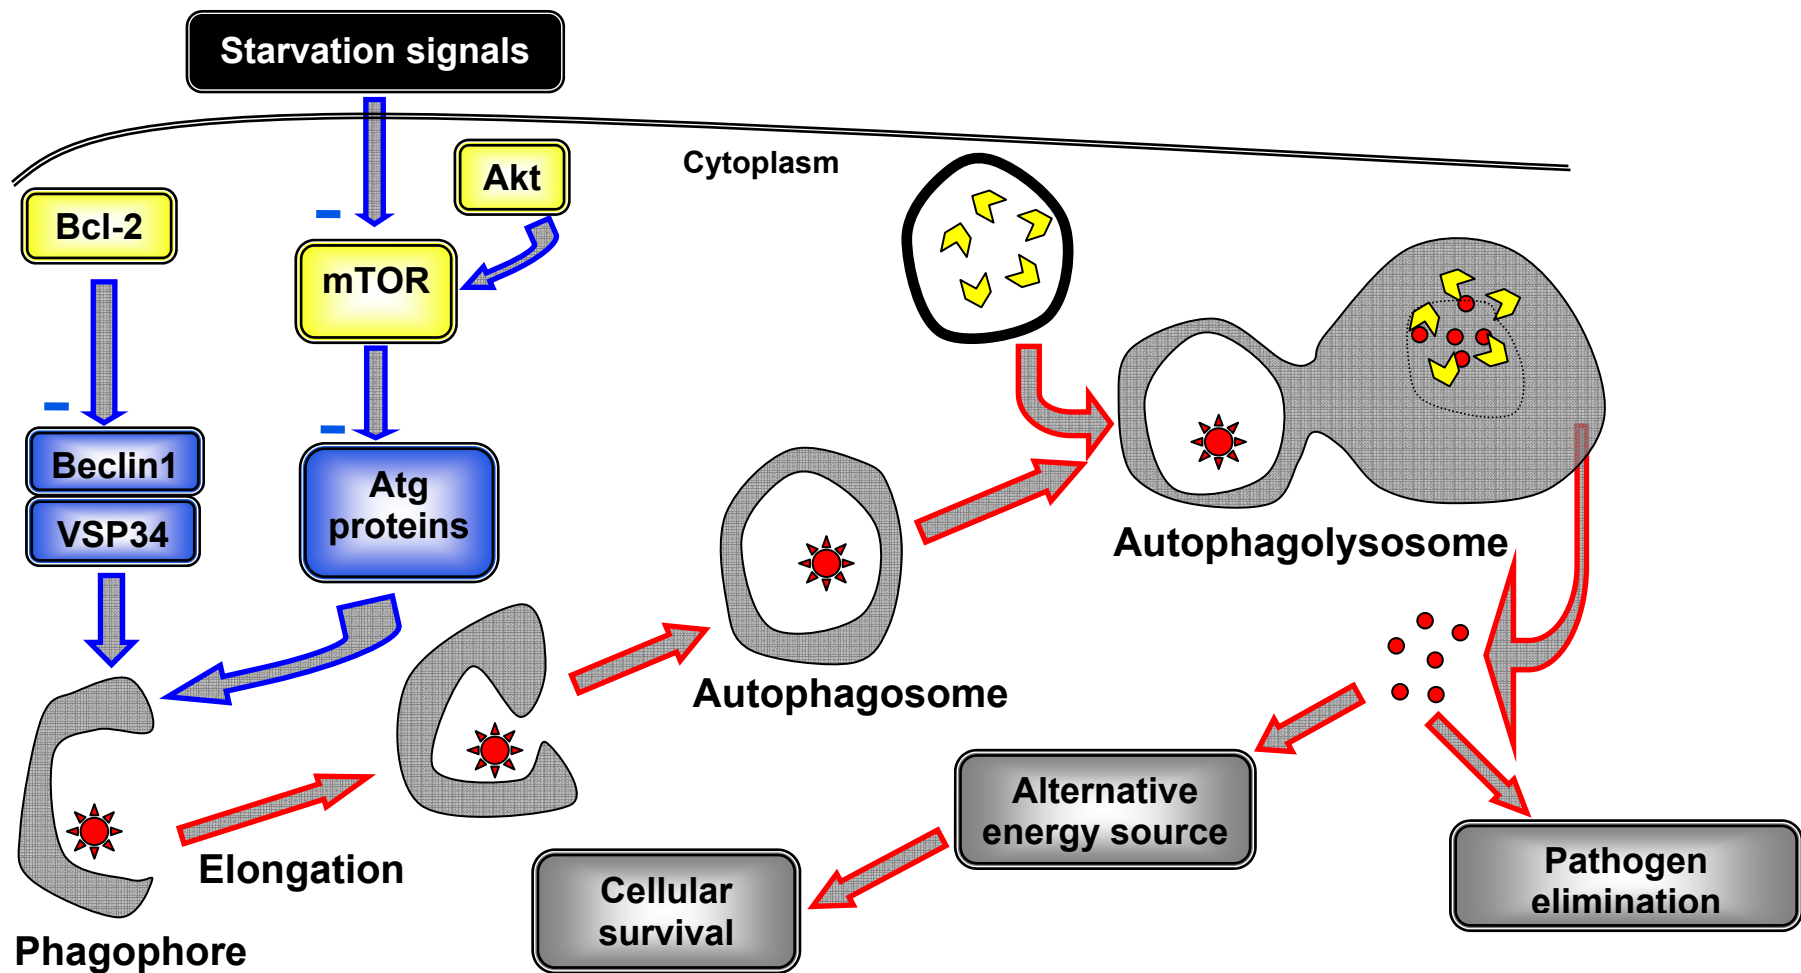 Starvation signals
Cytoplasm
Akt
Bcl-2
mTOR
Beclin1
VSP34
Atg
proteins
Autophagolysosome
Autophagosome
Elongation
Phagophore
Alternative
energy source
Cellular
survival
Pathogen
elimination